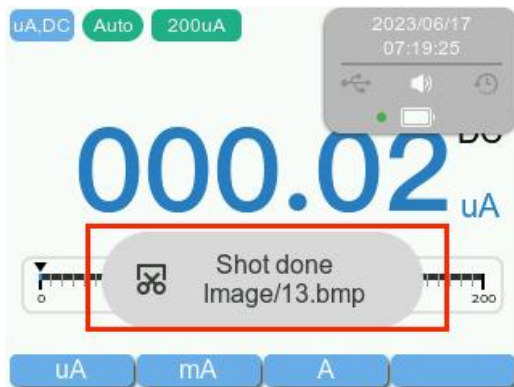 uA,DC Auto 200uA
2023/06/17
07:19:25
DC
000.02
uA
Shot done
Image/13.bmp
0
200
uA mA A